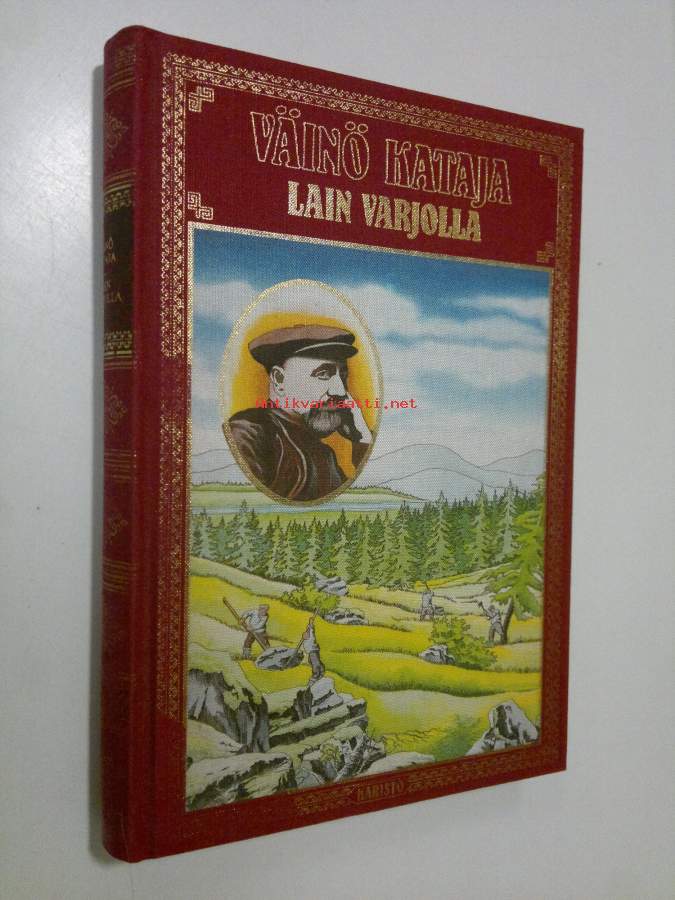 VÄINÖ KATAJA
LAIN VARJOLLA
antikvariaatti.net
KARISTO